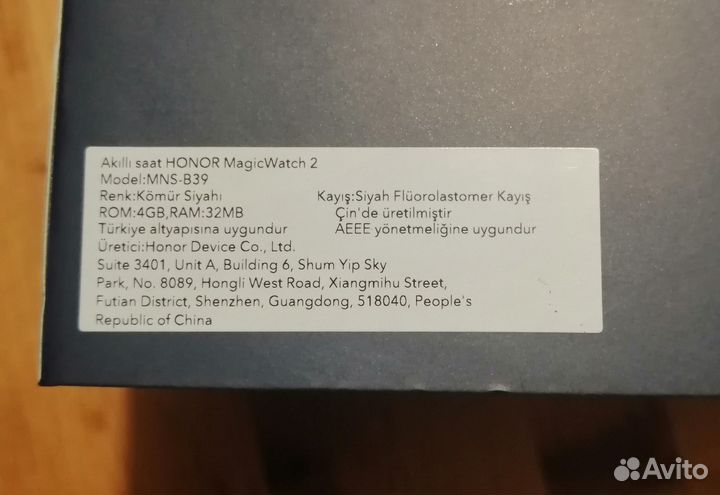 Akıllı saat HONOR MagicWatch 2
Model:MNS-B39
Renk:Kömür Siyahı Kayış:Siyah Flüorolastomer Kayış
ROM:4GB,RAM:32MB Çin'de üretilmiştir
Türkiye altyapısına uygundur AEEE yönetmeliğine uygundur
Üretici:Honor Device Co., Ltd.
Suite 3401, Unit A, Building 6, Shum Yip Sky
Park, No. 8089, Hongli West Road, Xiangmihu Street,
Futian District, Shenzhen, Guangdong, 518040, People's
Republic of China
Avito